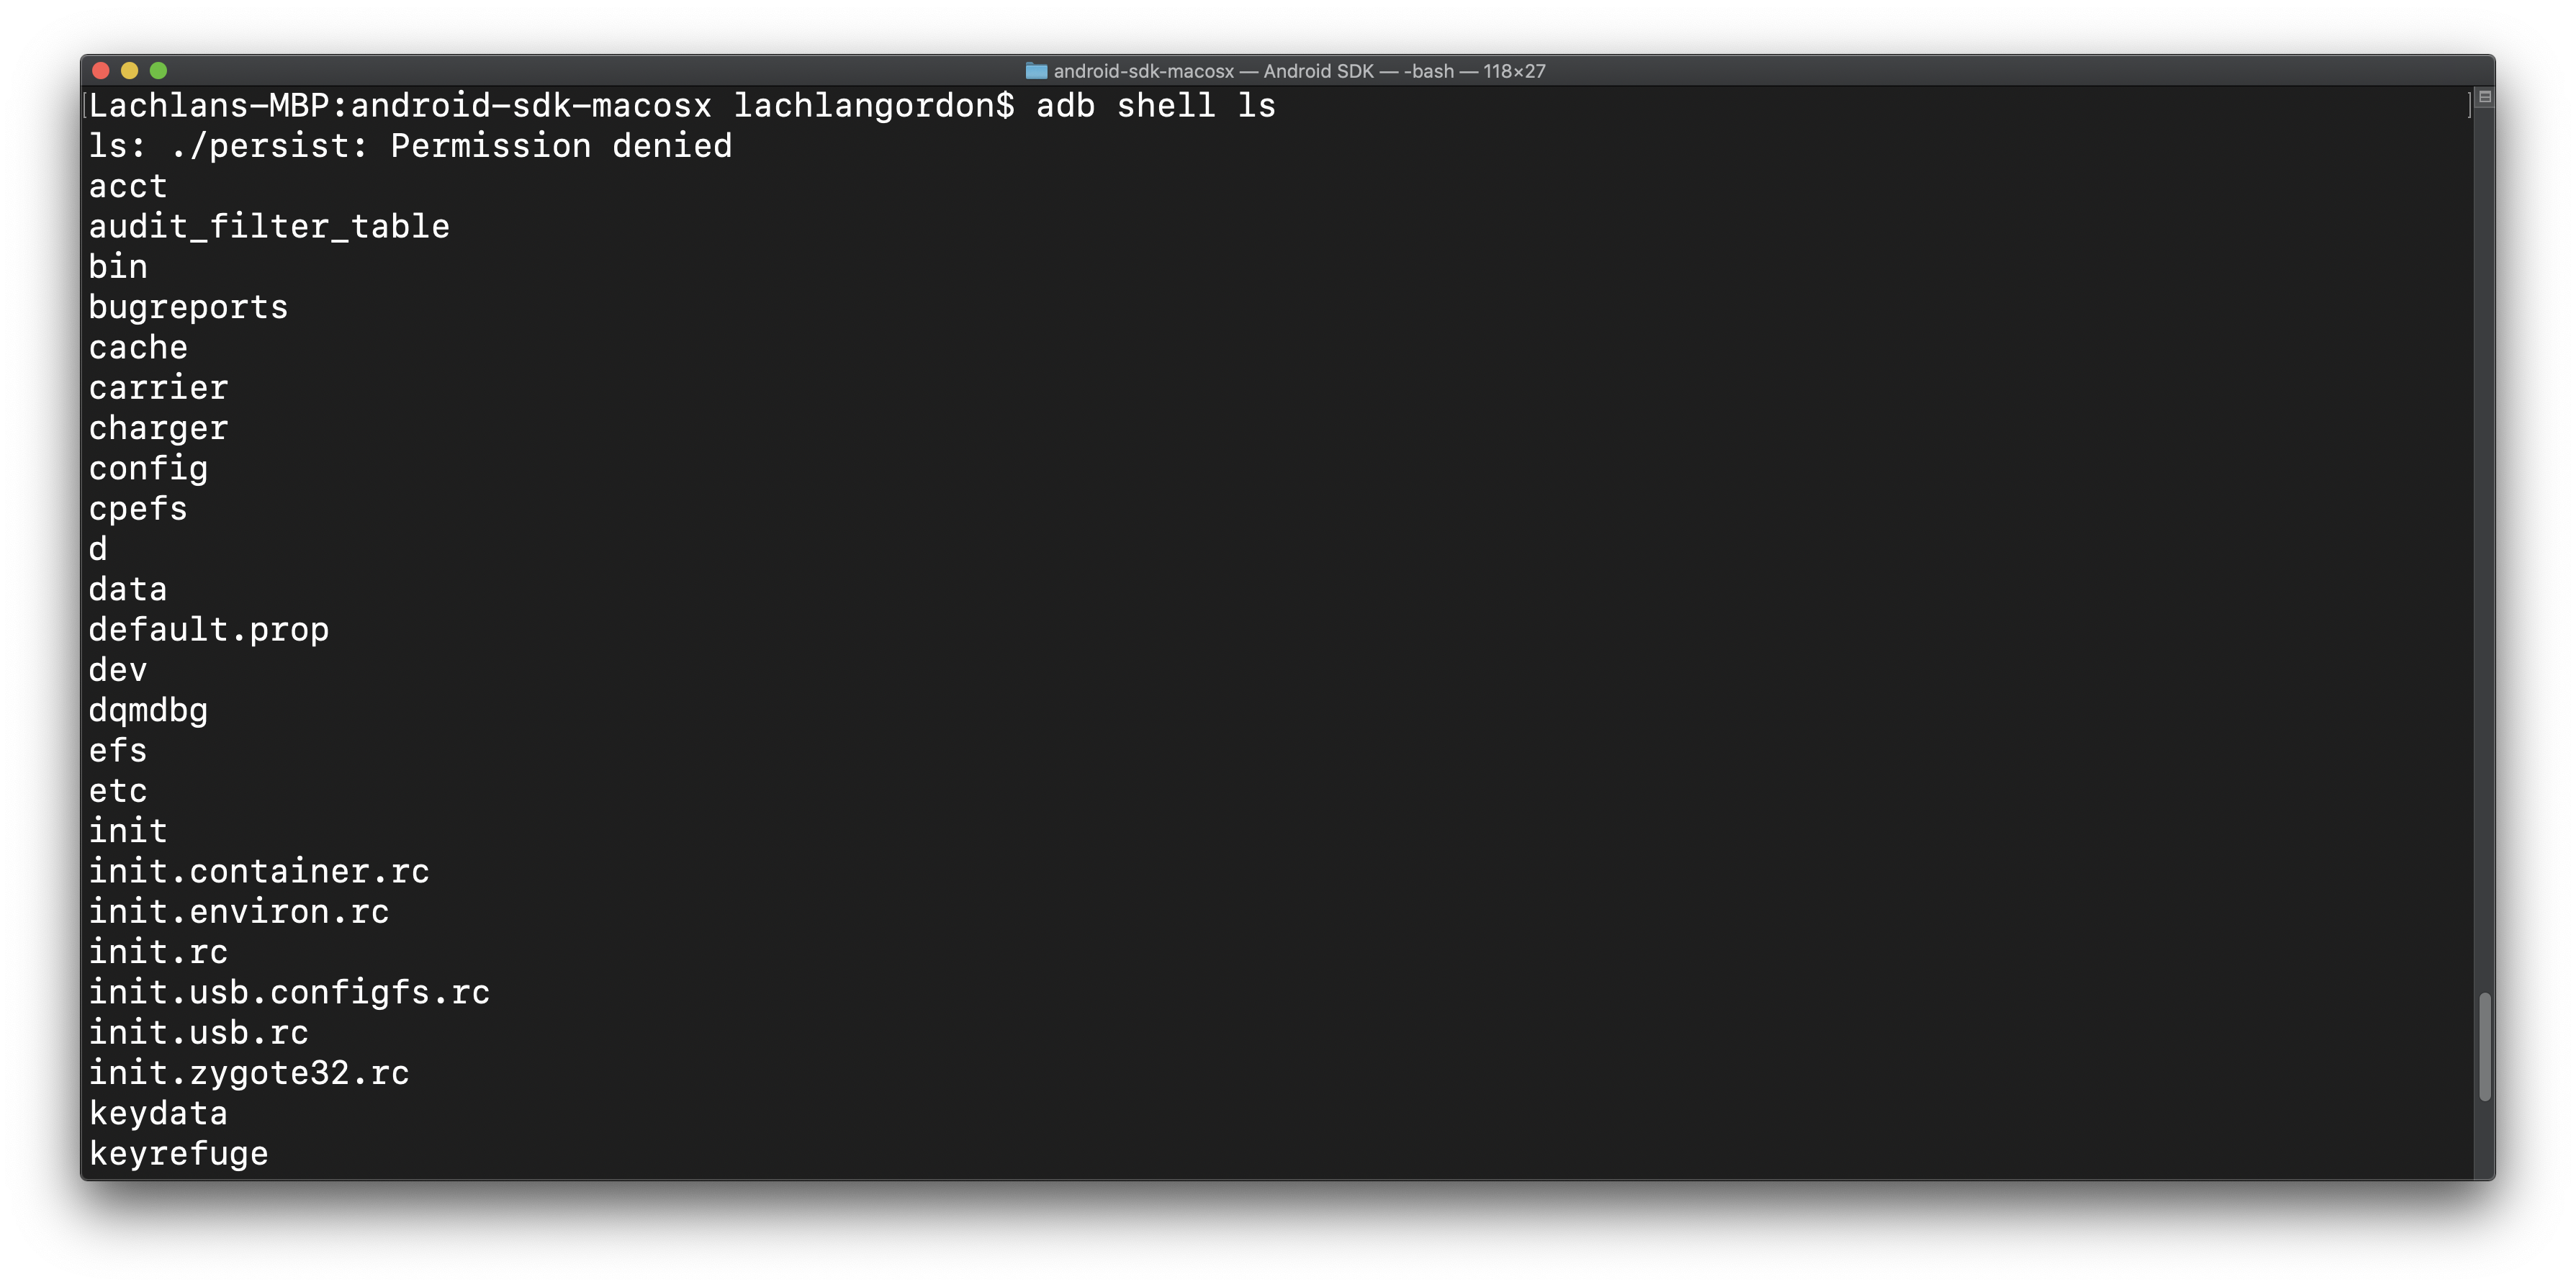 android-sdk-macosx — Android SDK — -bash — 118×27
[Lachlans-MBP:android-sdk-macosx lachlangordon$ adb shell ls ]
ls: ./persist: Permission denied
acct
audit_filter_table
bin
bugreports
cache
carrier
charger
config
cpefs
d
data
default.prop
dev
dqmdbg
efs
etc
init
init.container.rc
init.environ.rc
init.rc
init.usb.configfs.rc
init.usb.rc
init.zygote32.rc
keydata
keyrefuge